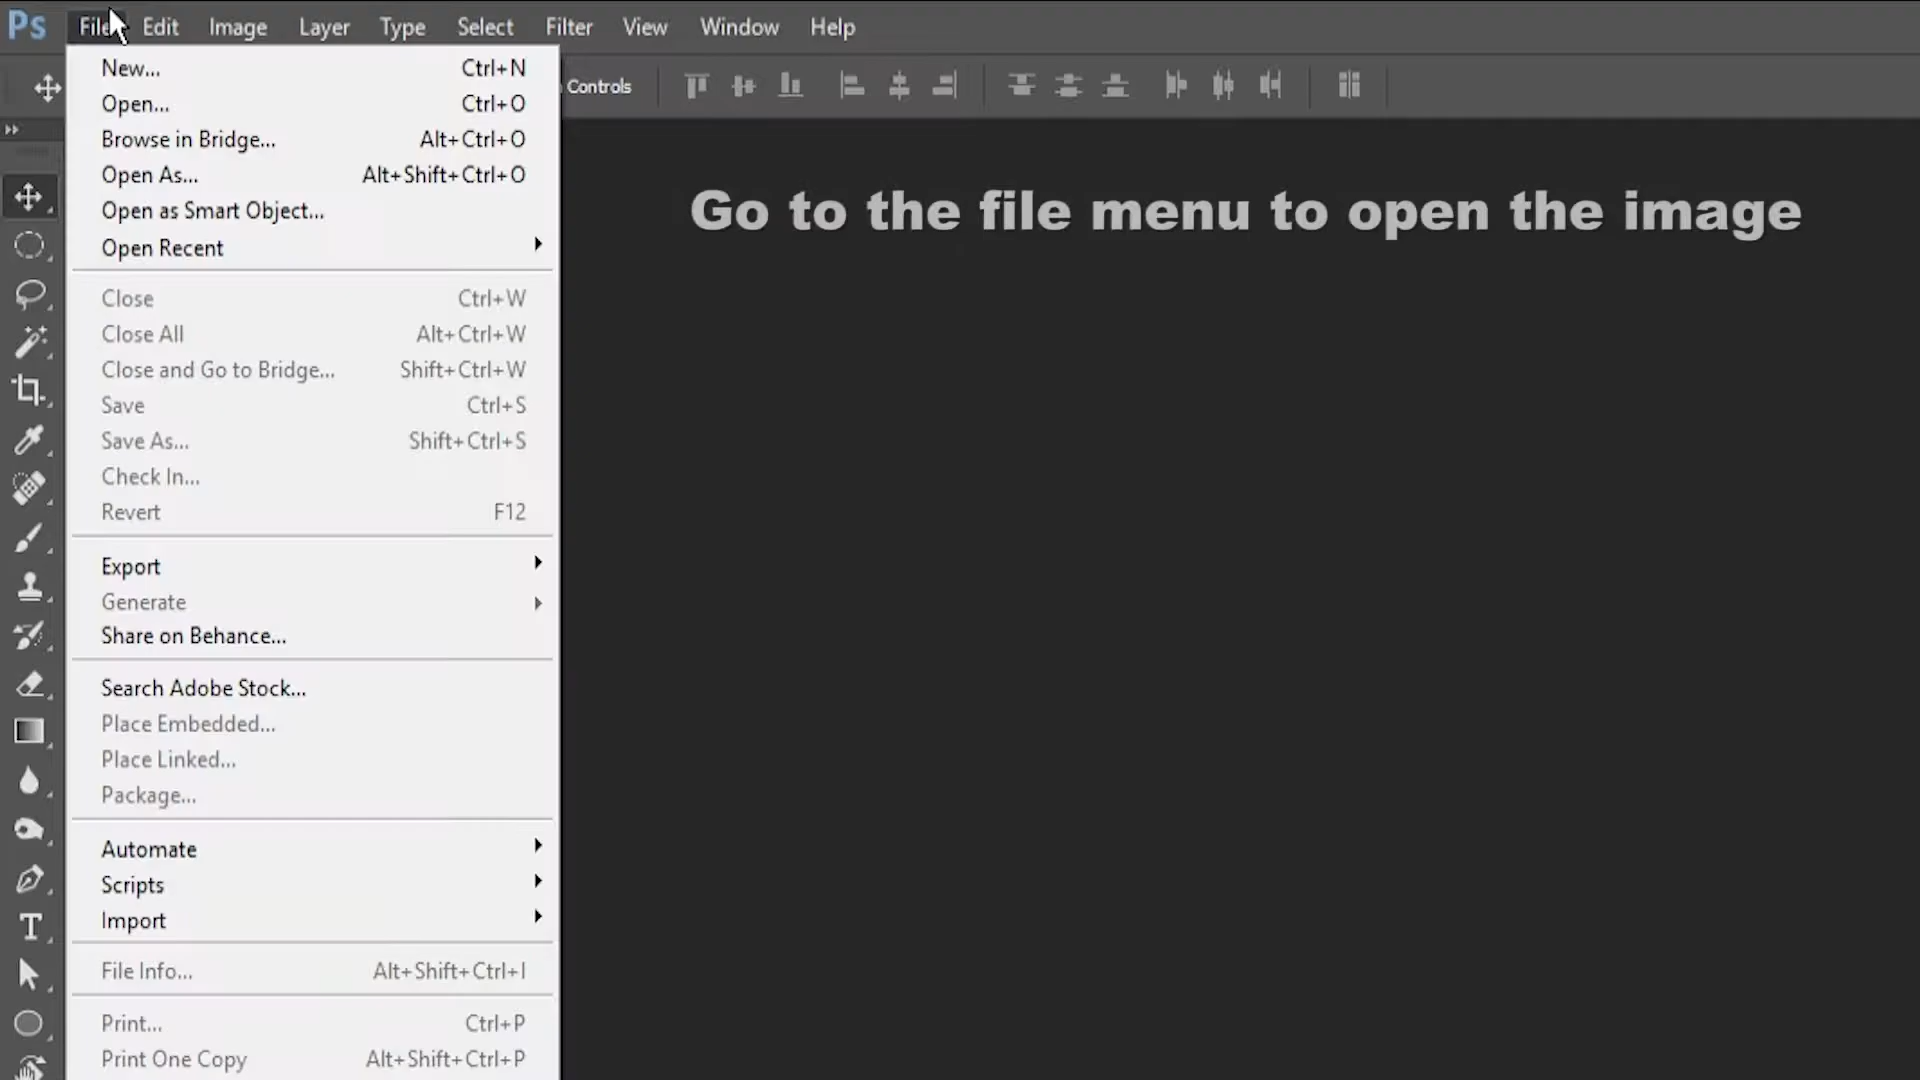 Ps File Edit Image Layer Type Select Filter View Window Help
Controls
New... Ctrl+N
Open... Ctrl+O
Browse in Bridge... Alt+Ctrl+O
Open As... Alt+Shift+Ctrl+O
Open as Smart Object...
Open Recent
Close Ctrl+W
Close All Alt+Ctrl+W
Close and Go to Bridge... Shift+Ctrl+W
Save Ctrl+S
Save As... Shift+Ctrl+S
Check In...
Revert F12
Export
Generate
Share on Behance...
Search Adobe Stock...
Place Embedded...
Place Linked...
Package...
Automate
Scripts
Import
File Info... Alt+Shift+Ctrl+I
Print... Ctrl+P
Print One Copy Alt+Shift+Ctrl+P
Go to the file menu to open the image